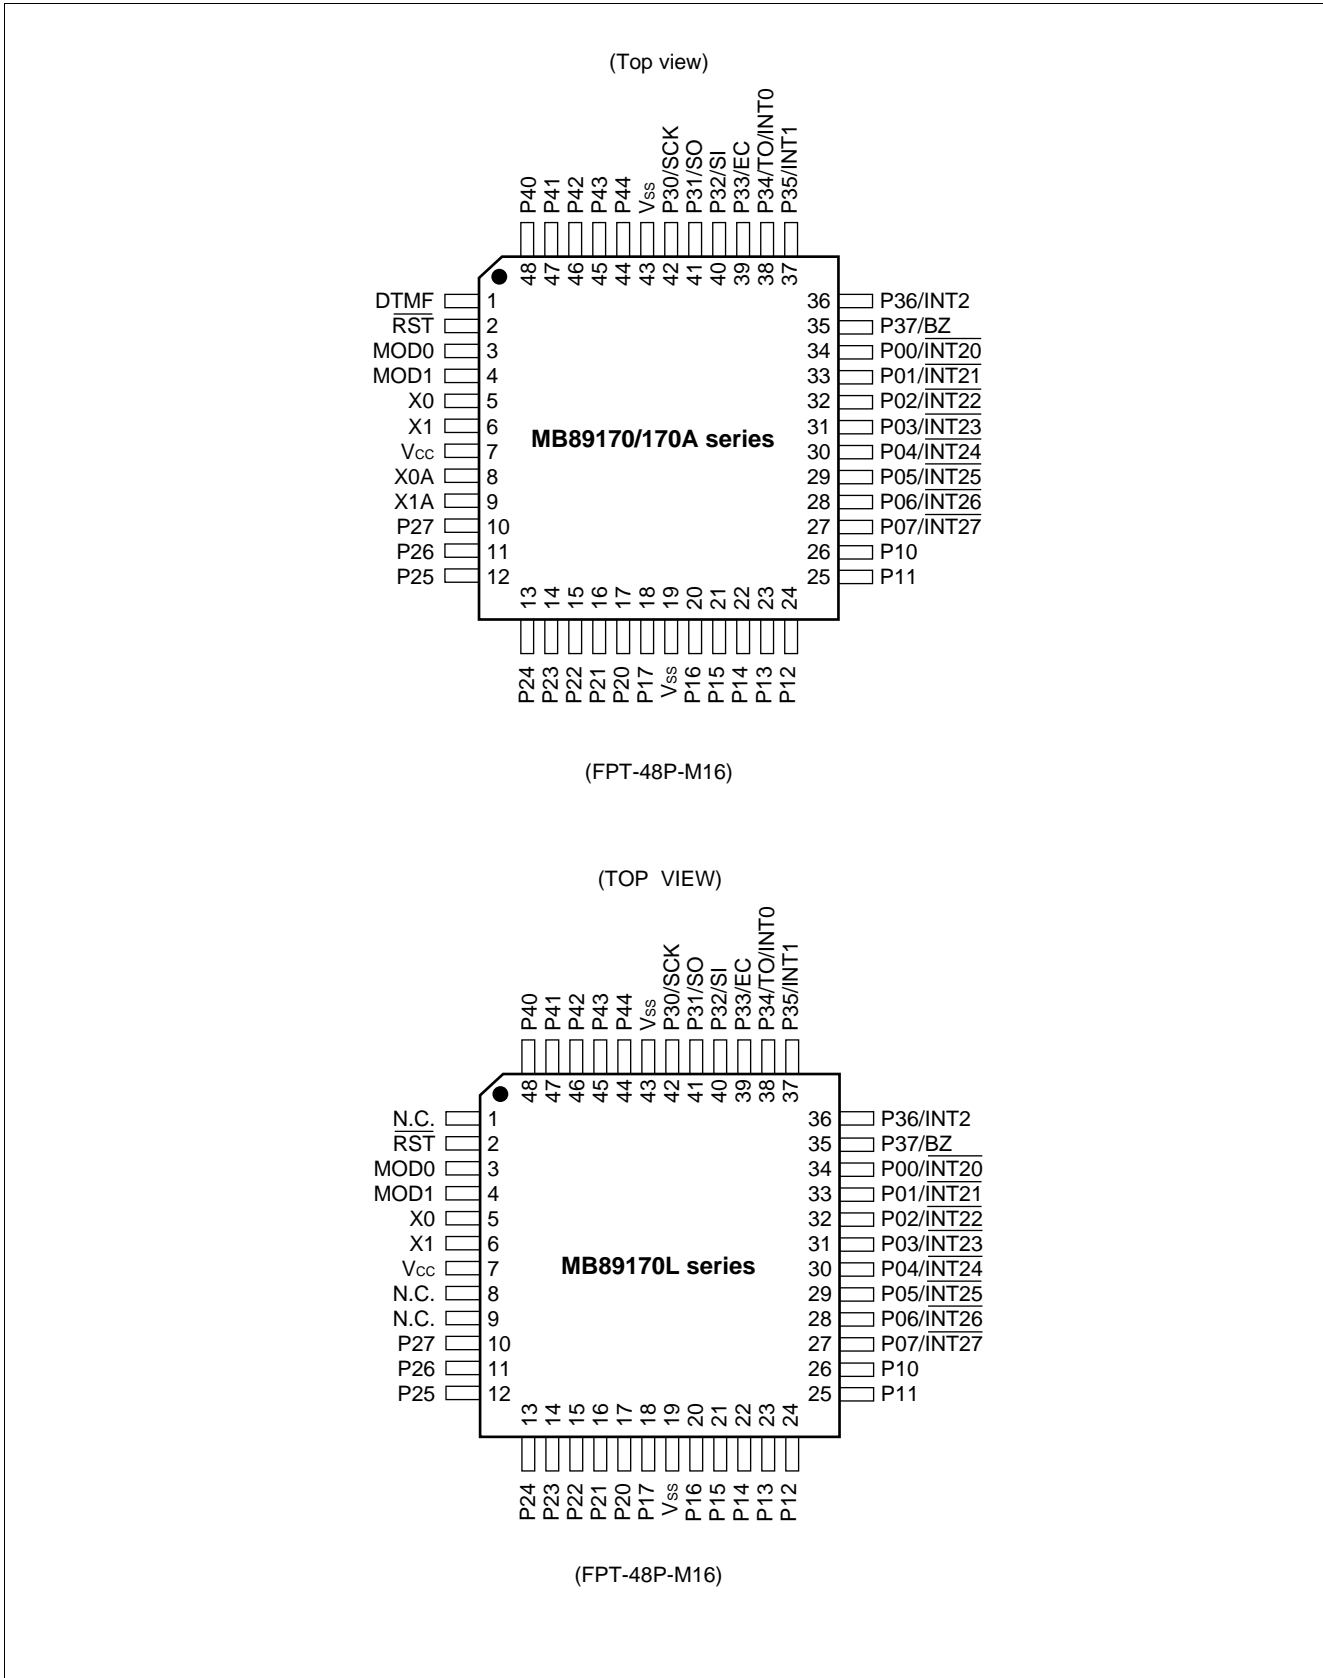 (Top view)
P40
P41
P42
P43
P44
Vss
P30/SCK
P31/SO
P32/SI
P33/EC
P34/TO/INT0
P35/INT1
48
47
46
45
44
43
42
41
40
39
38
37
DTMF 1
RST 2
MOD0 3
MOD1 4
X0 5
X1 6
Vcc 7
X0A 8
X1A 9
P27 10
P26 11
P25 12
MB89170/170A series
36 P36/INT2
35 P37/BZ
34 P00/INT20
33 P01/INT21
32 P02/INT22
31 P03/INT23
30 P04/INT24
29 P05/INT25
28 P06/INT26
27 P07/INT27
26 P10
25 P11
13
14
15
16
17
18
19
20
21
22
23
24
P24
P23
P22
P21
P20
P17
Vss
P16
P15
P14
P13
P12
(FPT-48P-M16)
(TOP VIEW)
P40
P41
P42
P43
P44
Vss
P30/SCK
P31/SO
P32/SI
P33/EC
P34/TO/INT0
P35/INT1
48
47
46
45
44
43
42
41
40
39
38
37
N.C. 1
RST 2
MOD0 3
MOD1 4
X0 5
X1 6
Vcc 7
N.C. 8
N.C. 9
P27 10
P26 11
P25 12
MB89170L series
36 P36/INT2
35 P37/BZ
34 P00/INT20
33 P01/INT21
32 P02/INT22
31 P03/INT23
30 P04/INT24
29 P05/INT25
28 P06/INT26
27 P07/INT27
26 P10
25 P11
13
14
15
16
17
18
19
20
21
22
23
24
P24
P23
P22
P21
P20
P17
Vss
P16
P15
P14
P13
P12
(FPT-48P-M16)